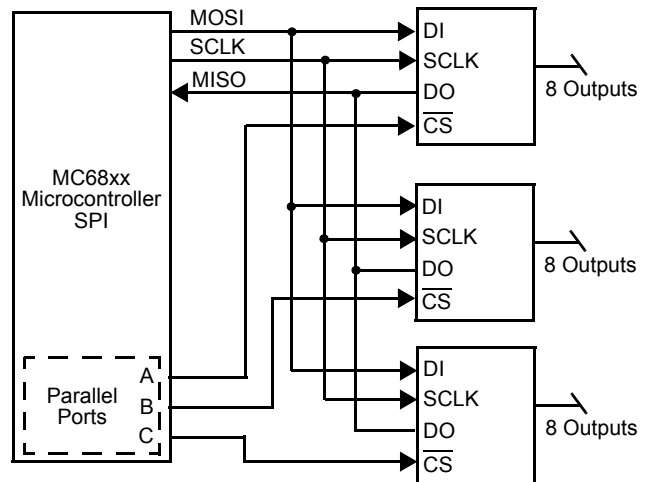 MOSI
SCLK
MISO
MC68xx
Microcontroller
SPI
Parallel
Ports
A
B
C
DI
SCLK
DO
CS
8 Outputs
DI
SCLK
DO
CS
8 Outputs
DI
SCLK
DO
CS
8 Outputs